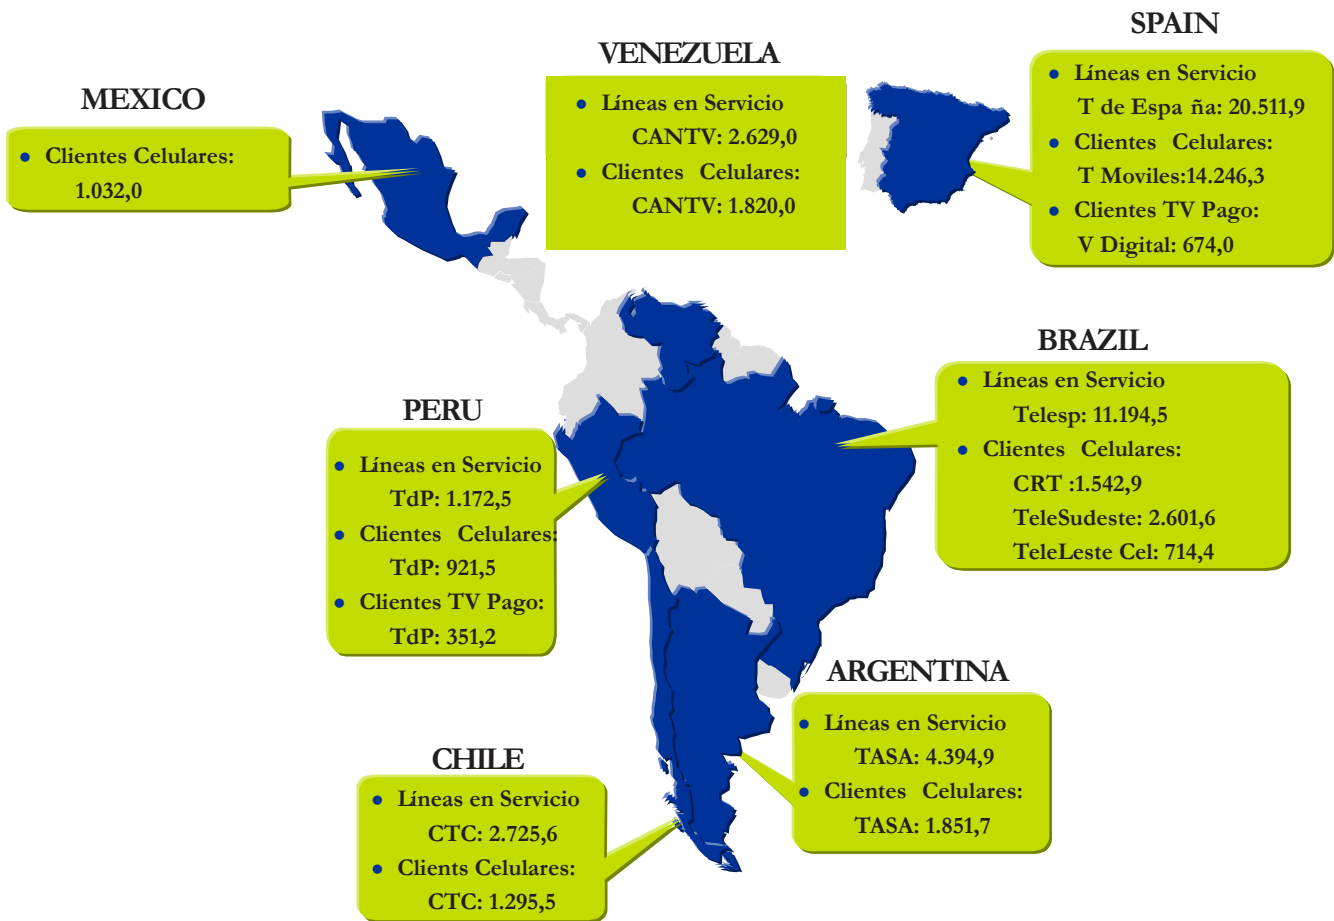 MEXICO
• Clientes Celulares:
1.032,0
VENEZUELA
• Líneas en Servicio
CANTV: 2.629,0
• Clientes Celulares:
CANTV: 1.820,0
SPAIN
• Líneas en Servicio
T de Espa ña: 20.511,9
• Clientes Celulares:
T Moviles:14.246,3
• Clientes TV Pago:
V Digital: 674,0
BRAZIL
• Líneas en Servicio
Telesp: 11.194,5
• Clientes Celulares:
CRT :1.542,9
TeleSudeste: 2.601,6
TeleLeste Cel: 714,4
PERU
• Líneas en Servicio
TdP: 1.172,5
• Clientes Celulares:
TdP: 921,5
• Clientes TV Pago:
TdP: 351,2
ARGENTINA
• Líneas en Servicio
TASA: 4.394,9
• Clientes Celulares:
TASA: 1.851,7
CHILE
• Líneas en Servicio
CTC: 2.725,6
• Clients Celulares:
CTC: 1.295,5